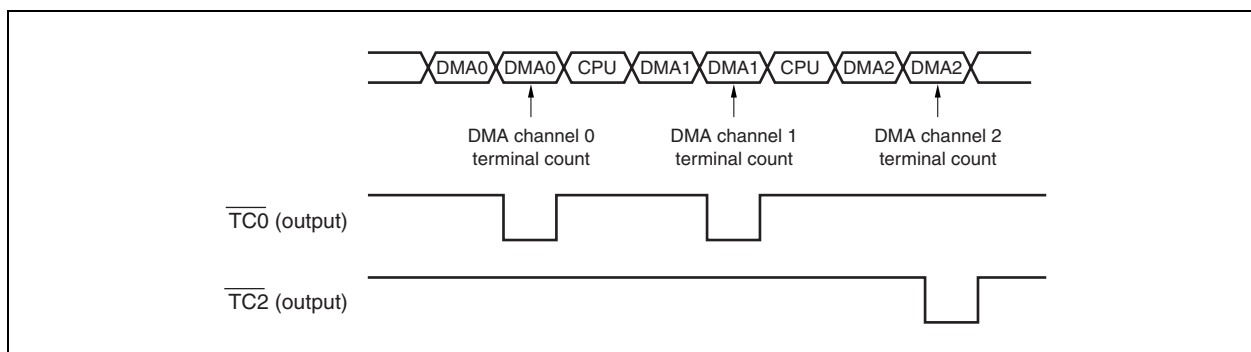 DMA0 DMA0 CPU DMA1 DMA1 CPU DMA2 DMA2
DMA channel 0
terminal count
DMA channel 1
terminal count
DMA channel 2
terminal count
TC0 (output)
TC2 (output)